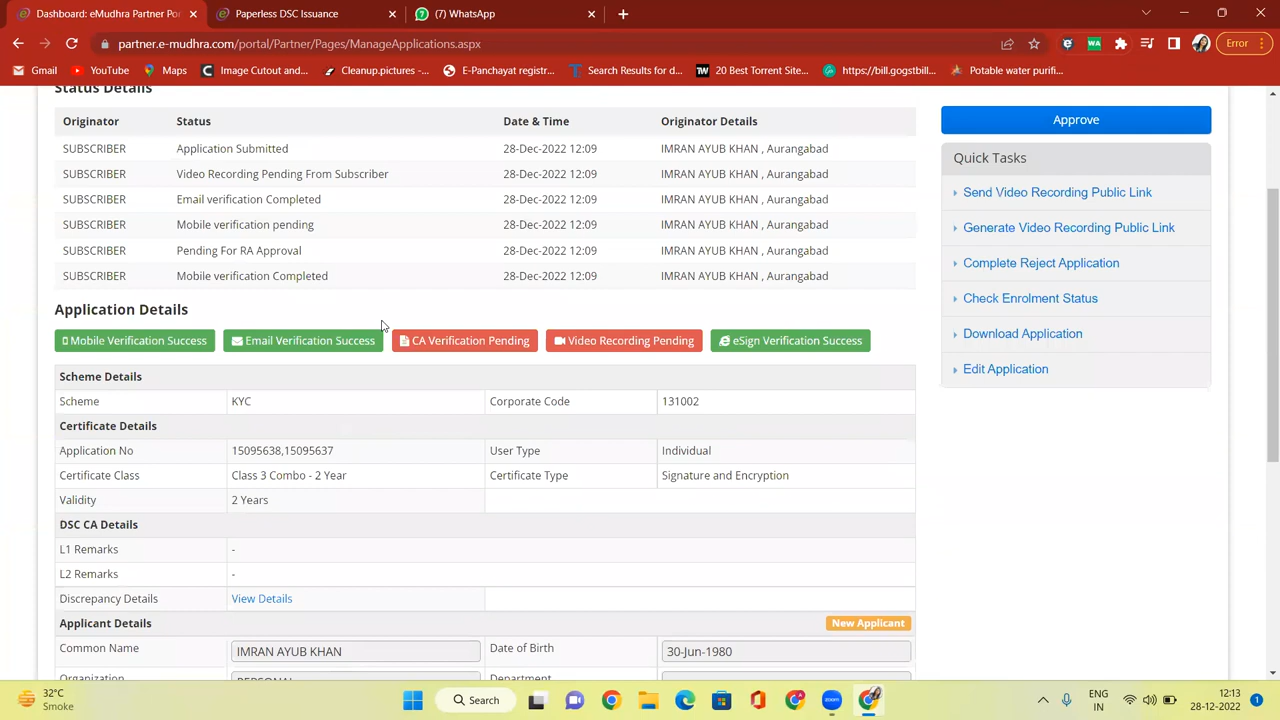 Dashboard: eMudhra Partner Por
Paperless DSC Issuance
(7) WhatsApp
partner.e-mudhra.com/portal/Partner/Pages/ManageApplications.aspx
Error
Gmail
YouTube
Maps
Image Cutout and...
Cleanup.pictures -...
E-Panchayat registr...
Search Results for d...
20 Best Torrent Site...
https://bill.gogstbill...
Potable water purifi...
Status Details
Originator Status Date & Time Originator Details
SUBSCRIBER Application Submitted 28-Dec-2022 12:09 IMRAN AYUB KHAN , Aurangabad
SUBSCRIBER Video Recording Pending From Subscriber 28-Dec-2022 12:09 IMRAN AYUB KHAN , Aurangabad
SUBSCRIBER Email verification Completed 28-Dec-2022 12:09 IMRAN AYUB KHAN , Aurangabad
SUBSCRIBER Mobile verification pending 28-Dec-2022 12:09 IMRAN AYUB KHAN , Aurangabad
SUBSCRIBER Pending For RA Approval 28-Dec-2022 12:09 IMRAN AYUB KHAN , Aurangabad
SUBSCRIBER Mobile verification Completed 28-Dec-2022 12:09 IMRAN AYUB KHAN , Aurangabad
Approve
Quick Tasks
Send Video Recording Public Link
Generate Video Recording Public Link
Complete Reject Application
Check Enrolment Status
Download Application
Edit Application
Application Details
Mobile Verification Success Email Verification Success CA Verification Pending Video Recording Pending eSign Verification Success
Scheme Details
Scheme KYC Corporate Code 131002
Certificate Details
Application No 15095638,15095637 User Type Individual
Certificate Class Class 3 Combo - 2 Year Certificate Type Signature and Encryption
Validity 2 Years
DSC CA Details
L1 Remarks -
L2 Remarks -
Discrepancy Details View Details
Applicant Details New Applicant
Common Name IMRAN AYUB KHAN Date of Birth 30-Jun-1980
Organization PERSONAL Department
32°C
Smoke
Search
ENG
IN
12:13
28-12-2022
1